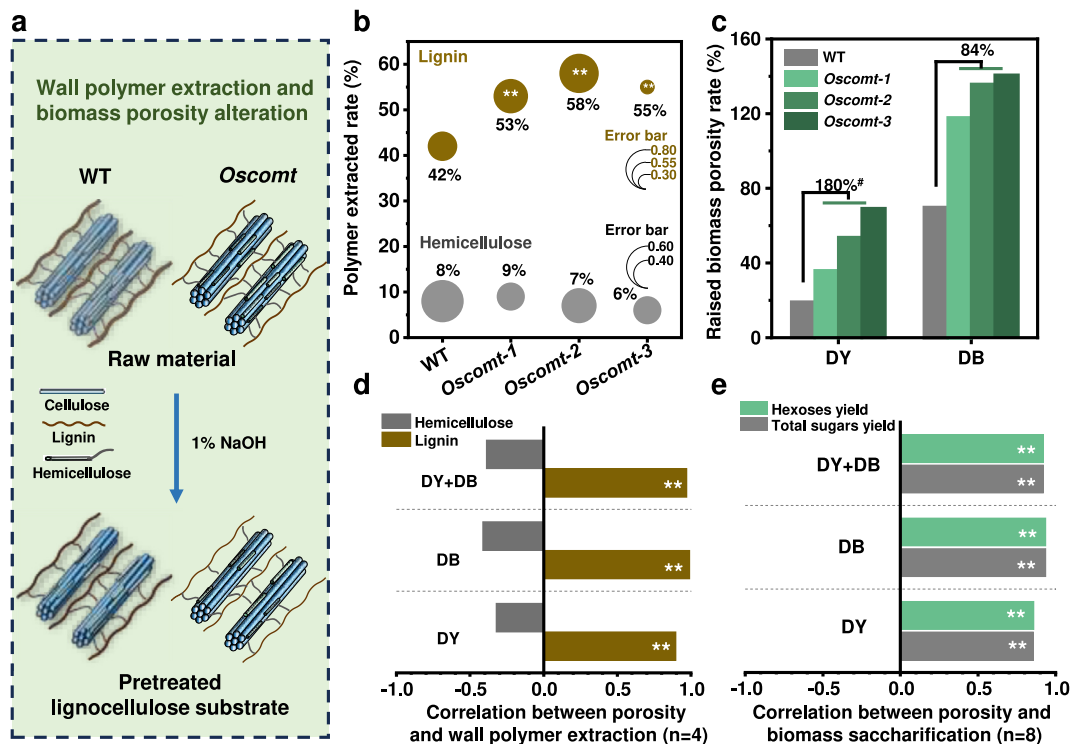 a
Wall polymer extraction and
biomass porosity alteration
WT
Oscomt
Raw material
Cellulose
Lignin
Hemicellulose
1% NaOH
Pretreated
lignocellulose substrate
b
Polymer extracted rate (%)
60
50
40
30
20
10
0
Lignin
**
**
**
42%
53%
58%
55%
Error bar
0.80
0.55
0.30
Hemicellulose
8%
9%
7%
6%
Error bar
0.60
0.40
WT
Oscomt-1
Oscomt-2
Oscomt-3
c
Raised biomass porosity rate (%)
160
120
80
40
0
WT
Oscomt-1
Oscomt-2
Oscomt-3
180%#
84%
DY
DB
d
Hemicellulose
Lignin
DY+DB
**
DB
**
DY
**
-1.0
-0.5
0.0
0.5
1.0
Correlation between porosity
and wall polymer extraction (n=4)
e
Hexoses yield
Total sugars yield
DY+DB
**
**
DB
**
**
DY
**
**
-1.0
-0.5
0.0
0.5
1.0
Correlation between porosity and
biomass saccharification (n=8)